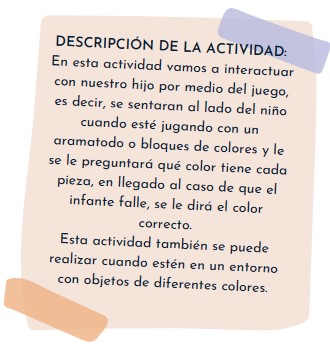 DESCRIPCIÓN DE LA ACTIVIDAD:
En esta actividad vamos a interactuar
con nuestro hijo por medio del juego,
es decir, se sentaran al lado del niño
cuando esté jugando con un
aramatodo o bloques de colores y le
se le preguntará qué color tiene cada
pieza, en llegado al caso de que el
infante falle, se le dirá el color
correcto.
Esta actividad también se puede
realizar cuando estén en un entorno
con objetos de diferentes colores.